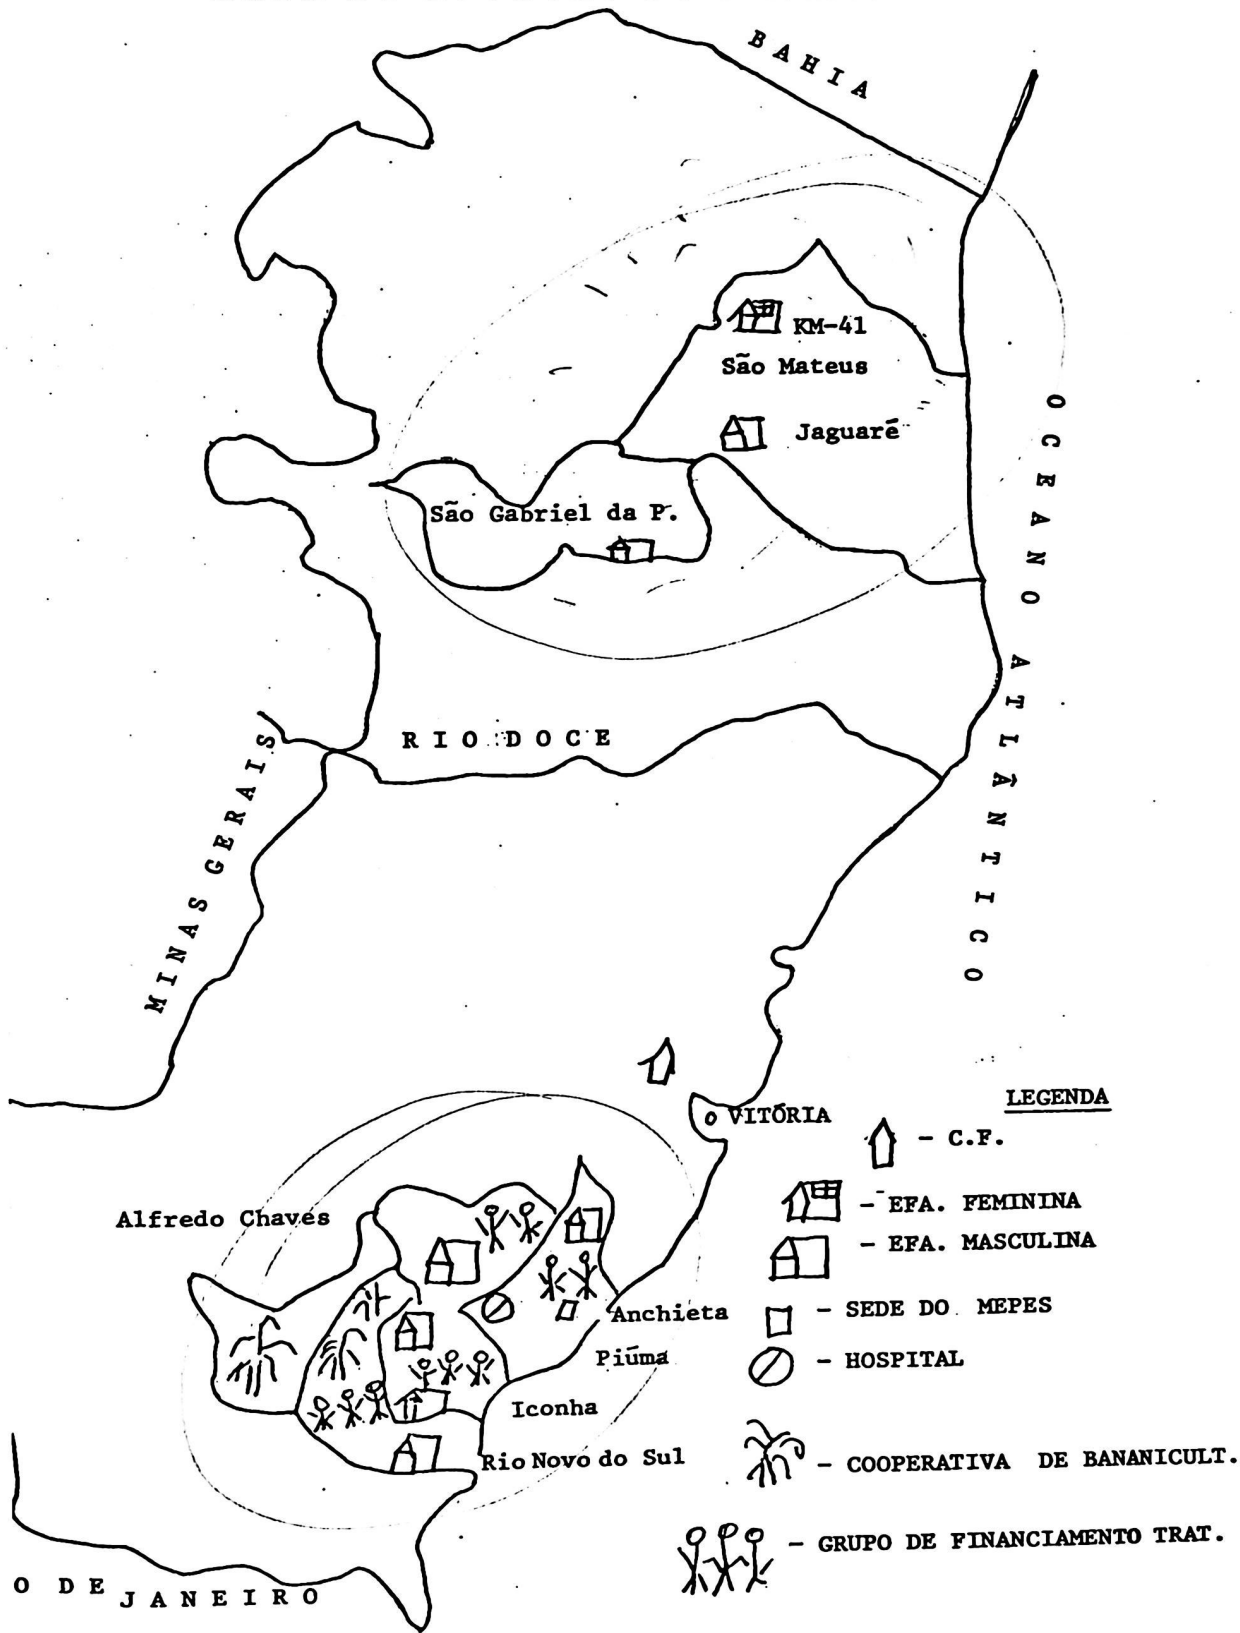 BAHIA
KM-41
São Mateus
Jaguaré
OCEANO ATLÂNTICO
São Gabriel da P.
RIO DOCE
MINAS GERAIS
VITÓRIA
LEGENDA
- C.F.
- EFA. FEMININA
- EFA. MASCULINA
- SEDE DO MEPES
- HOSPITAL
- COOPERATIVA DE BANANICULT.
- GRUPO DE FINANCIAMENTO TRAT.
Alfredo Chaves
Anchieta
Piúma
Iconha
Rio Novo do Sul
O DE JANEIRO